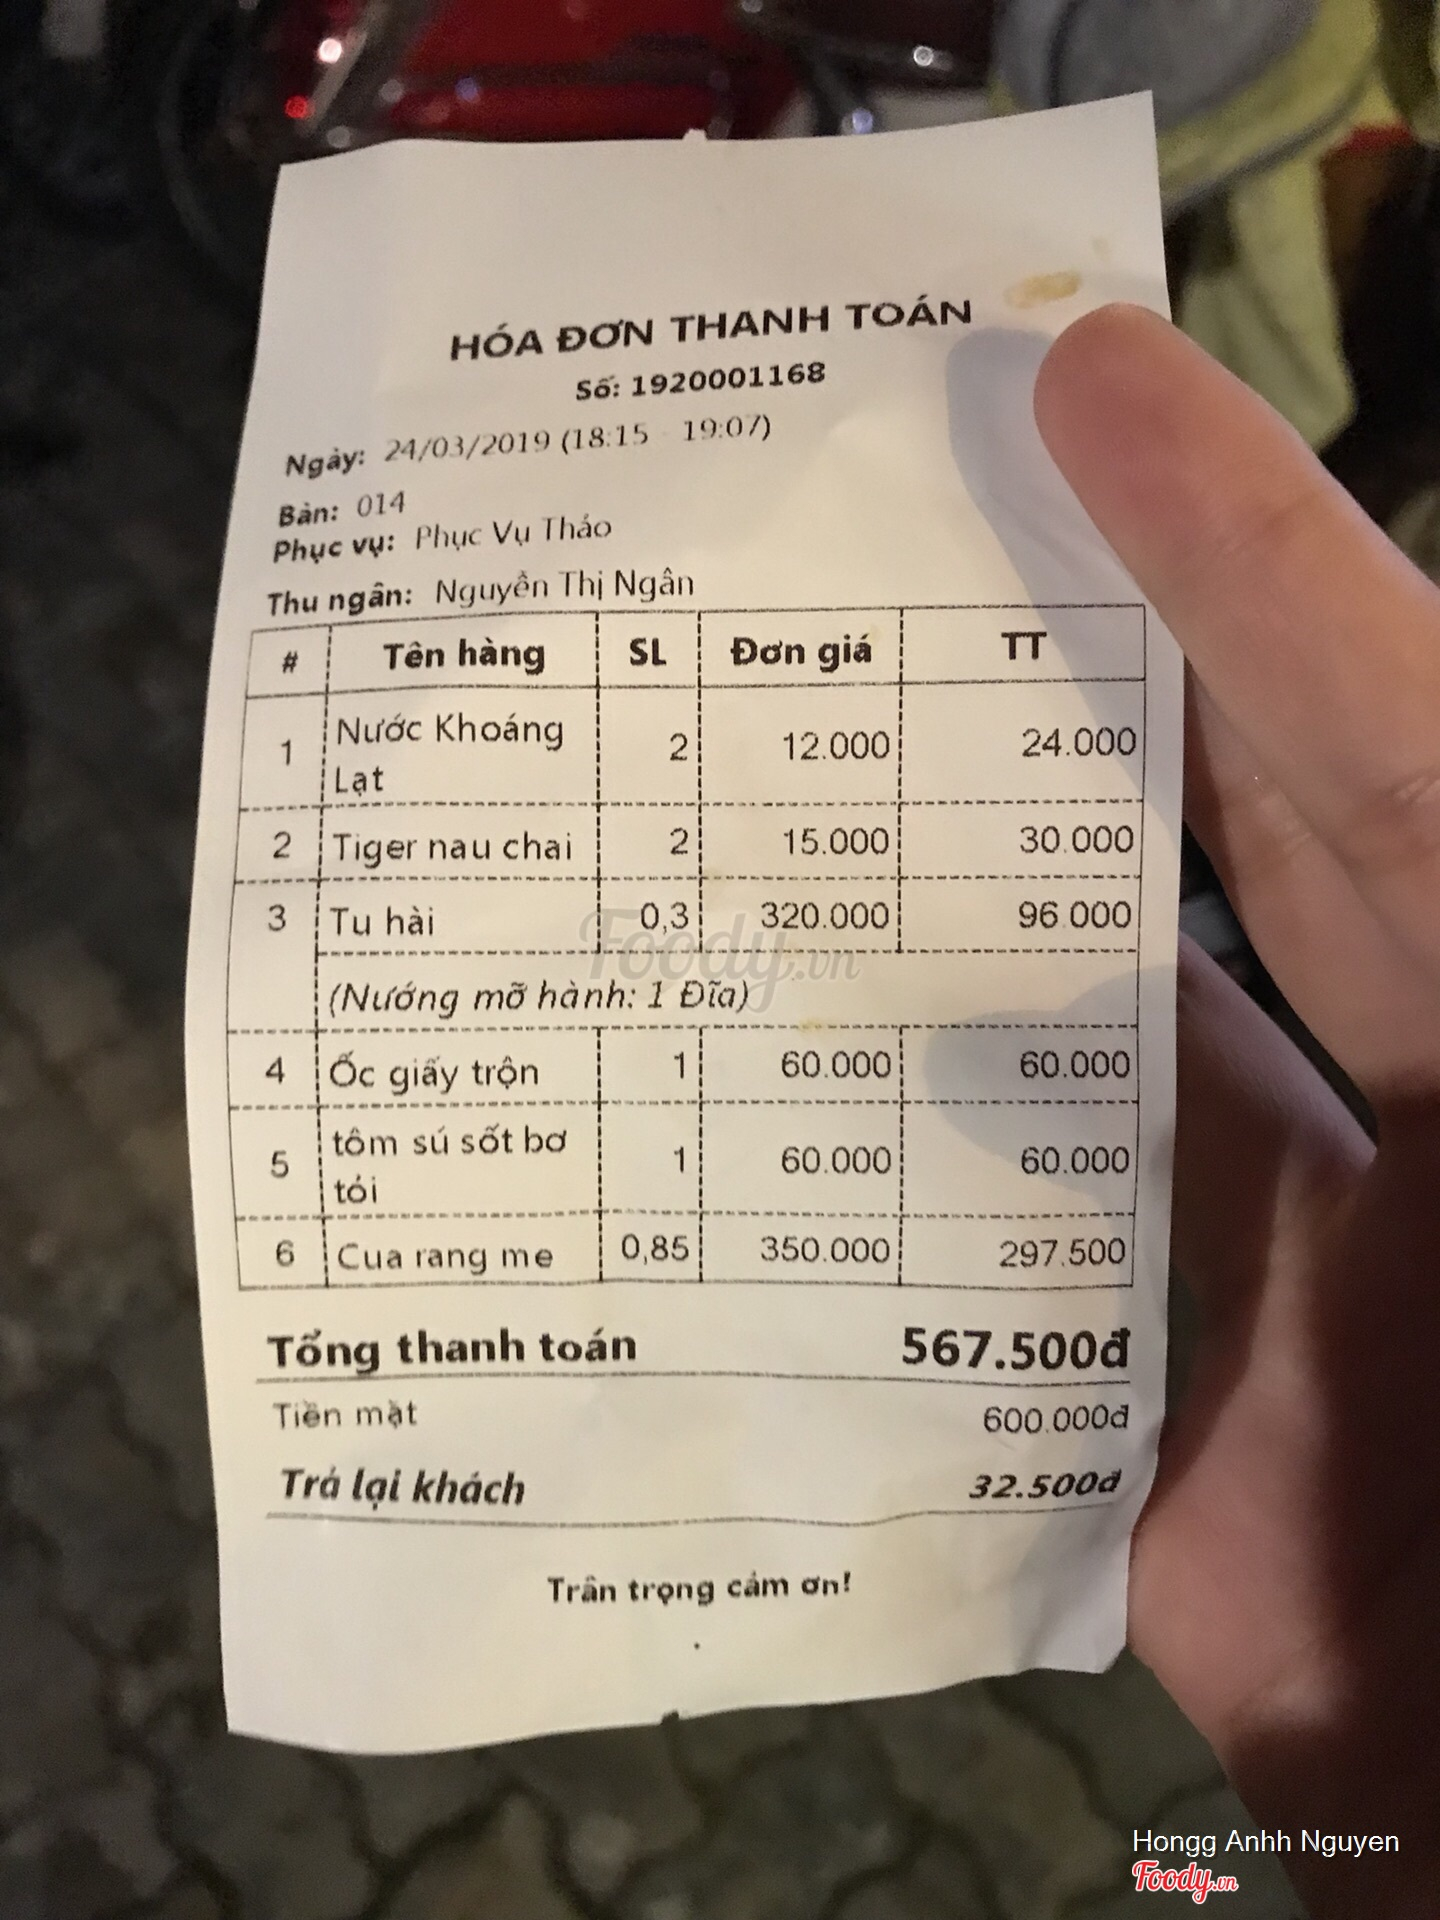 HÓA ĐƠN THANH TOÁN
Số: 1920001168
Ngày: 24/03/2019 (18:15 - 19:07)
Bàn: 014
Phục vụ: Phục Vụ Thảo
Thu ngân: Nguyễn Thị Ngân
# Tên hàng SL Đơn giá TT
1 Nước Khoáng Lạt 2 12.000 24.000
2 Tiger nau chai 2 15.000 30.000
3 Tu hài 0,3 320.000 96.000
(Nướng mỡ hành: 1 Đĩa)
4 Ốc giấy trộn 1 60.000 60.000
5 tôm sú sốt bơ tỏi 1 60.000 60.000
6 Cua rang me 0,85 350.000 297.500
Tổng thanh toán 567.500đ
Tiền mặt 600.000đ
Trả lại khách 32.500đ
Trân trọng cảm ơn!
Foody.vn
Hongg Anhh Nguyen
Foody.vn